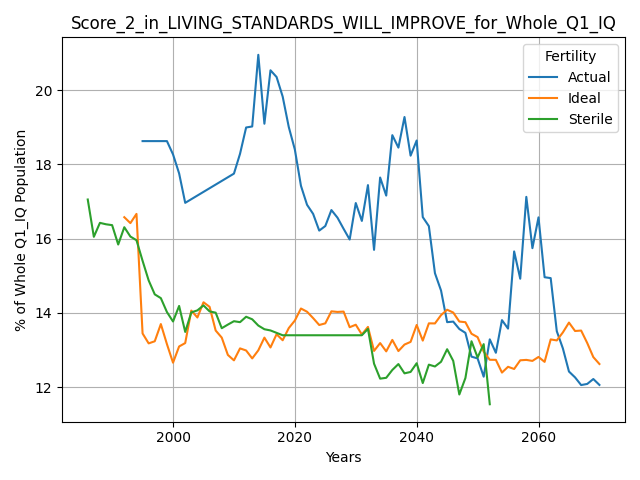 Score_2_in_LIVING_STANDARDS_WILL_IMPROVE_for_Whole_Q1_IQ
Fertility
Actual
Ideal
Sterile
% of Whole Q1_IQ Population
20
18
16
14
12
2000
2020
2040
2060
Years